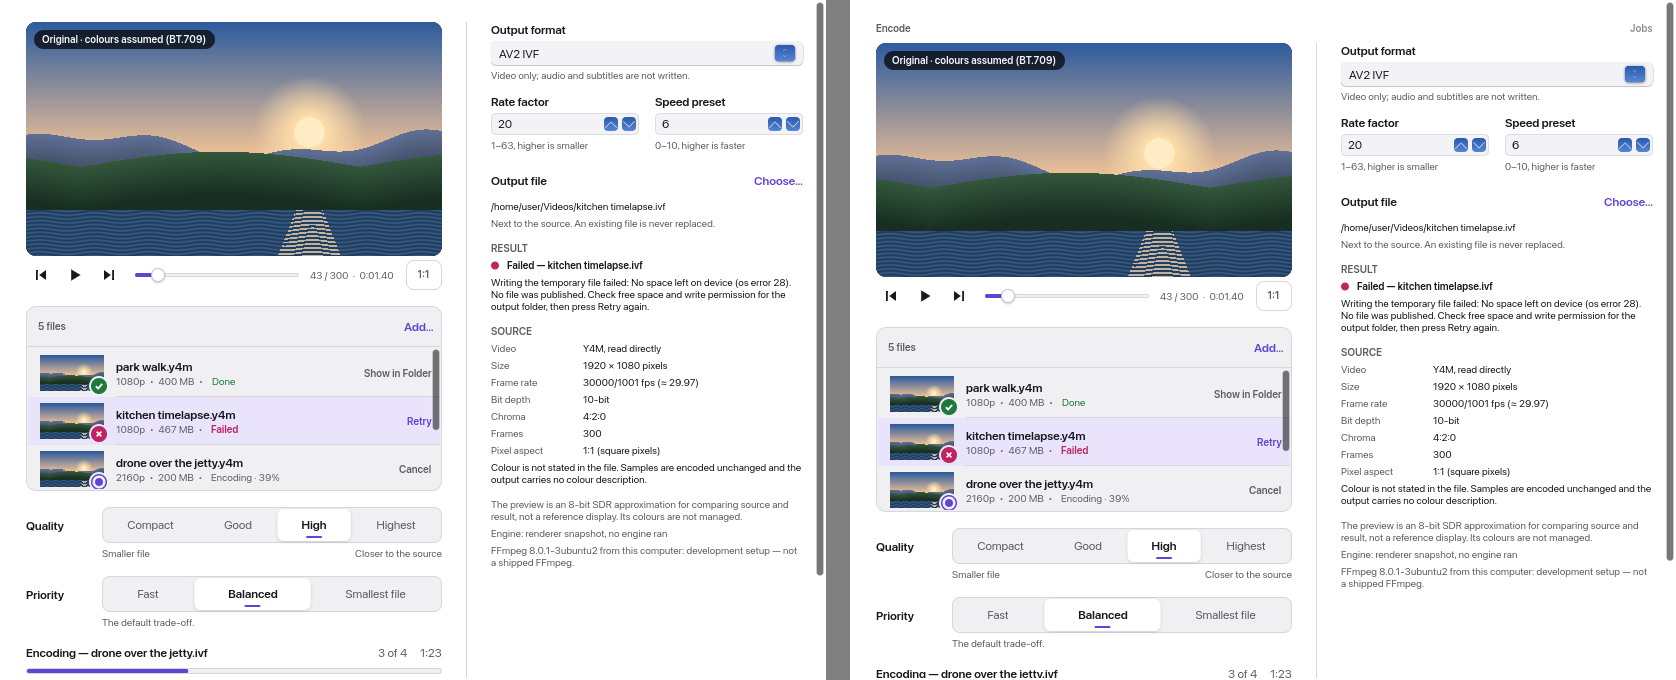 Original · colours assumed (BT.709)
43 / 300 · 0:01.40
1:1
5 files
Add...
park walk.y4m
1080p • 400 MB • Done
Show in Folder
kitchen timelapse.y4m
1080p • 467 MB • Failed
Retry
drone over the jetty.y4m
2160p • 200 MB • Encoding · 39%
Cancel
Quality
Compact
Good
High
Highest
Smaller file
Closer to the source
Priority
Fast
Balanced
Smallest file
The default trade-off.
Encoding — drone over the jetty.ivf
3 of 4
1:23
Output format
AV2 IVF
Video only; audio and subtitles are not written.
Rate factor
Speed preset
20
6
1–63, higher is smaller
0–10, higher is faster
Output file
Choose...
/home/user/Videos/kitchen timelapse.ivf
Next to the source. An existing file is never replaced.
RESULT
Failed — kitchen timelapse.ivf
Writing the temporary file failed: No space left on device (os error 28).
No file was published. Check free space and write permission for the
output folder, then press Retry again.
SOURCE
Video Y4M, read directly
Size 1920 × 1080 pixels
Frame rate 30000/1001 fps (≈ 29.97)
Bit depth 10-bit
Chroma 4:2:0
Frames 300
Pixel aspect 1:1 (square pixels)
Colour is not stated in the file. Samples are encoded unchanged and the
output carries no colour description.
The preview is an 8-bit SDR approximation for comparing source and
result, not a reference display. Its colours are not managed.
Engine: renderer snapshot, no engine ran
FFmpeg 8.0.1-3ubuntu2 from this computer: development setup — not
a shipped FFmpeg.
Encode
Jobs
Original · colours assumed (BT.709)
43 / 300 · 0:01.40
1:1
5 files
Add...
park walk.y4m
1080p • 400 MB • Done
Show in Folder
kitchen timelapse.y4m
1080p • 467 MB • Failed
Retry
drone over the jetty.y4m
2160p • 200 MB • Encoding · 39%
Cancel
Quality
Compact
Good
High
Highest
Smaller file
Closer to the source
Priority
Fast
Balanced
Smallest file
The default trade-off.
Encoding — drone over the jetty.ivf
3 of 4
1:23
Output format
AV2 IVF
Video only; audio and subtitles are not written.
Rate factor
Speed preset
20
6
1–63, higher is smaller
0–10, higher is faster
Output file
Choose...
/home/user/Videos/kitchen timelapse.ivf
Next to the source. An existing file is never replaced.
RESULT
Failed — kitchen timelapse.ivf
Writing the temporary file failed: No space left on device (os error 28).
No file was published. Check free space and write permission for the
output folder, then press Retry again.
SOURCE
Video Y4M, read directly
Size 1920 × 1080 pixels
Frame rate 30000/1001 fps (≈ 29.97)
Bit depth 10-bit
Chroma 4:2:0
Frames 300
Pixel aspect 1:1 (square pixels)
Colour is not stated in the file. Samples are encoded unchanged and the
output carries no colour description.
The preview is an 8-bit SDR approximation for comparing source and
result, not a reference display. Its colours are not managed.
Engine: renderer snapshot, no engine ran
FFmpeg 8.0.1-3ubuntu2 from this computer: development setup — not
a shipped FFmpeg.